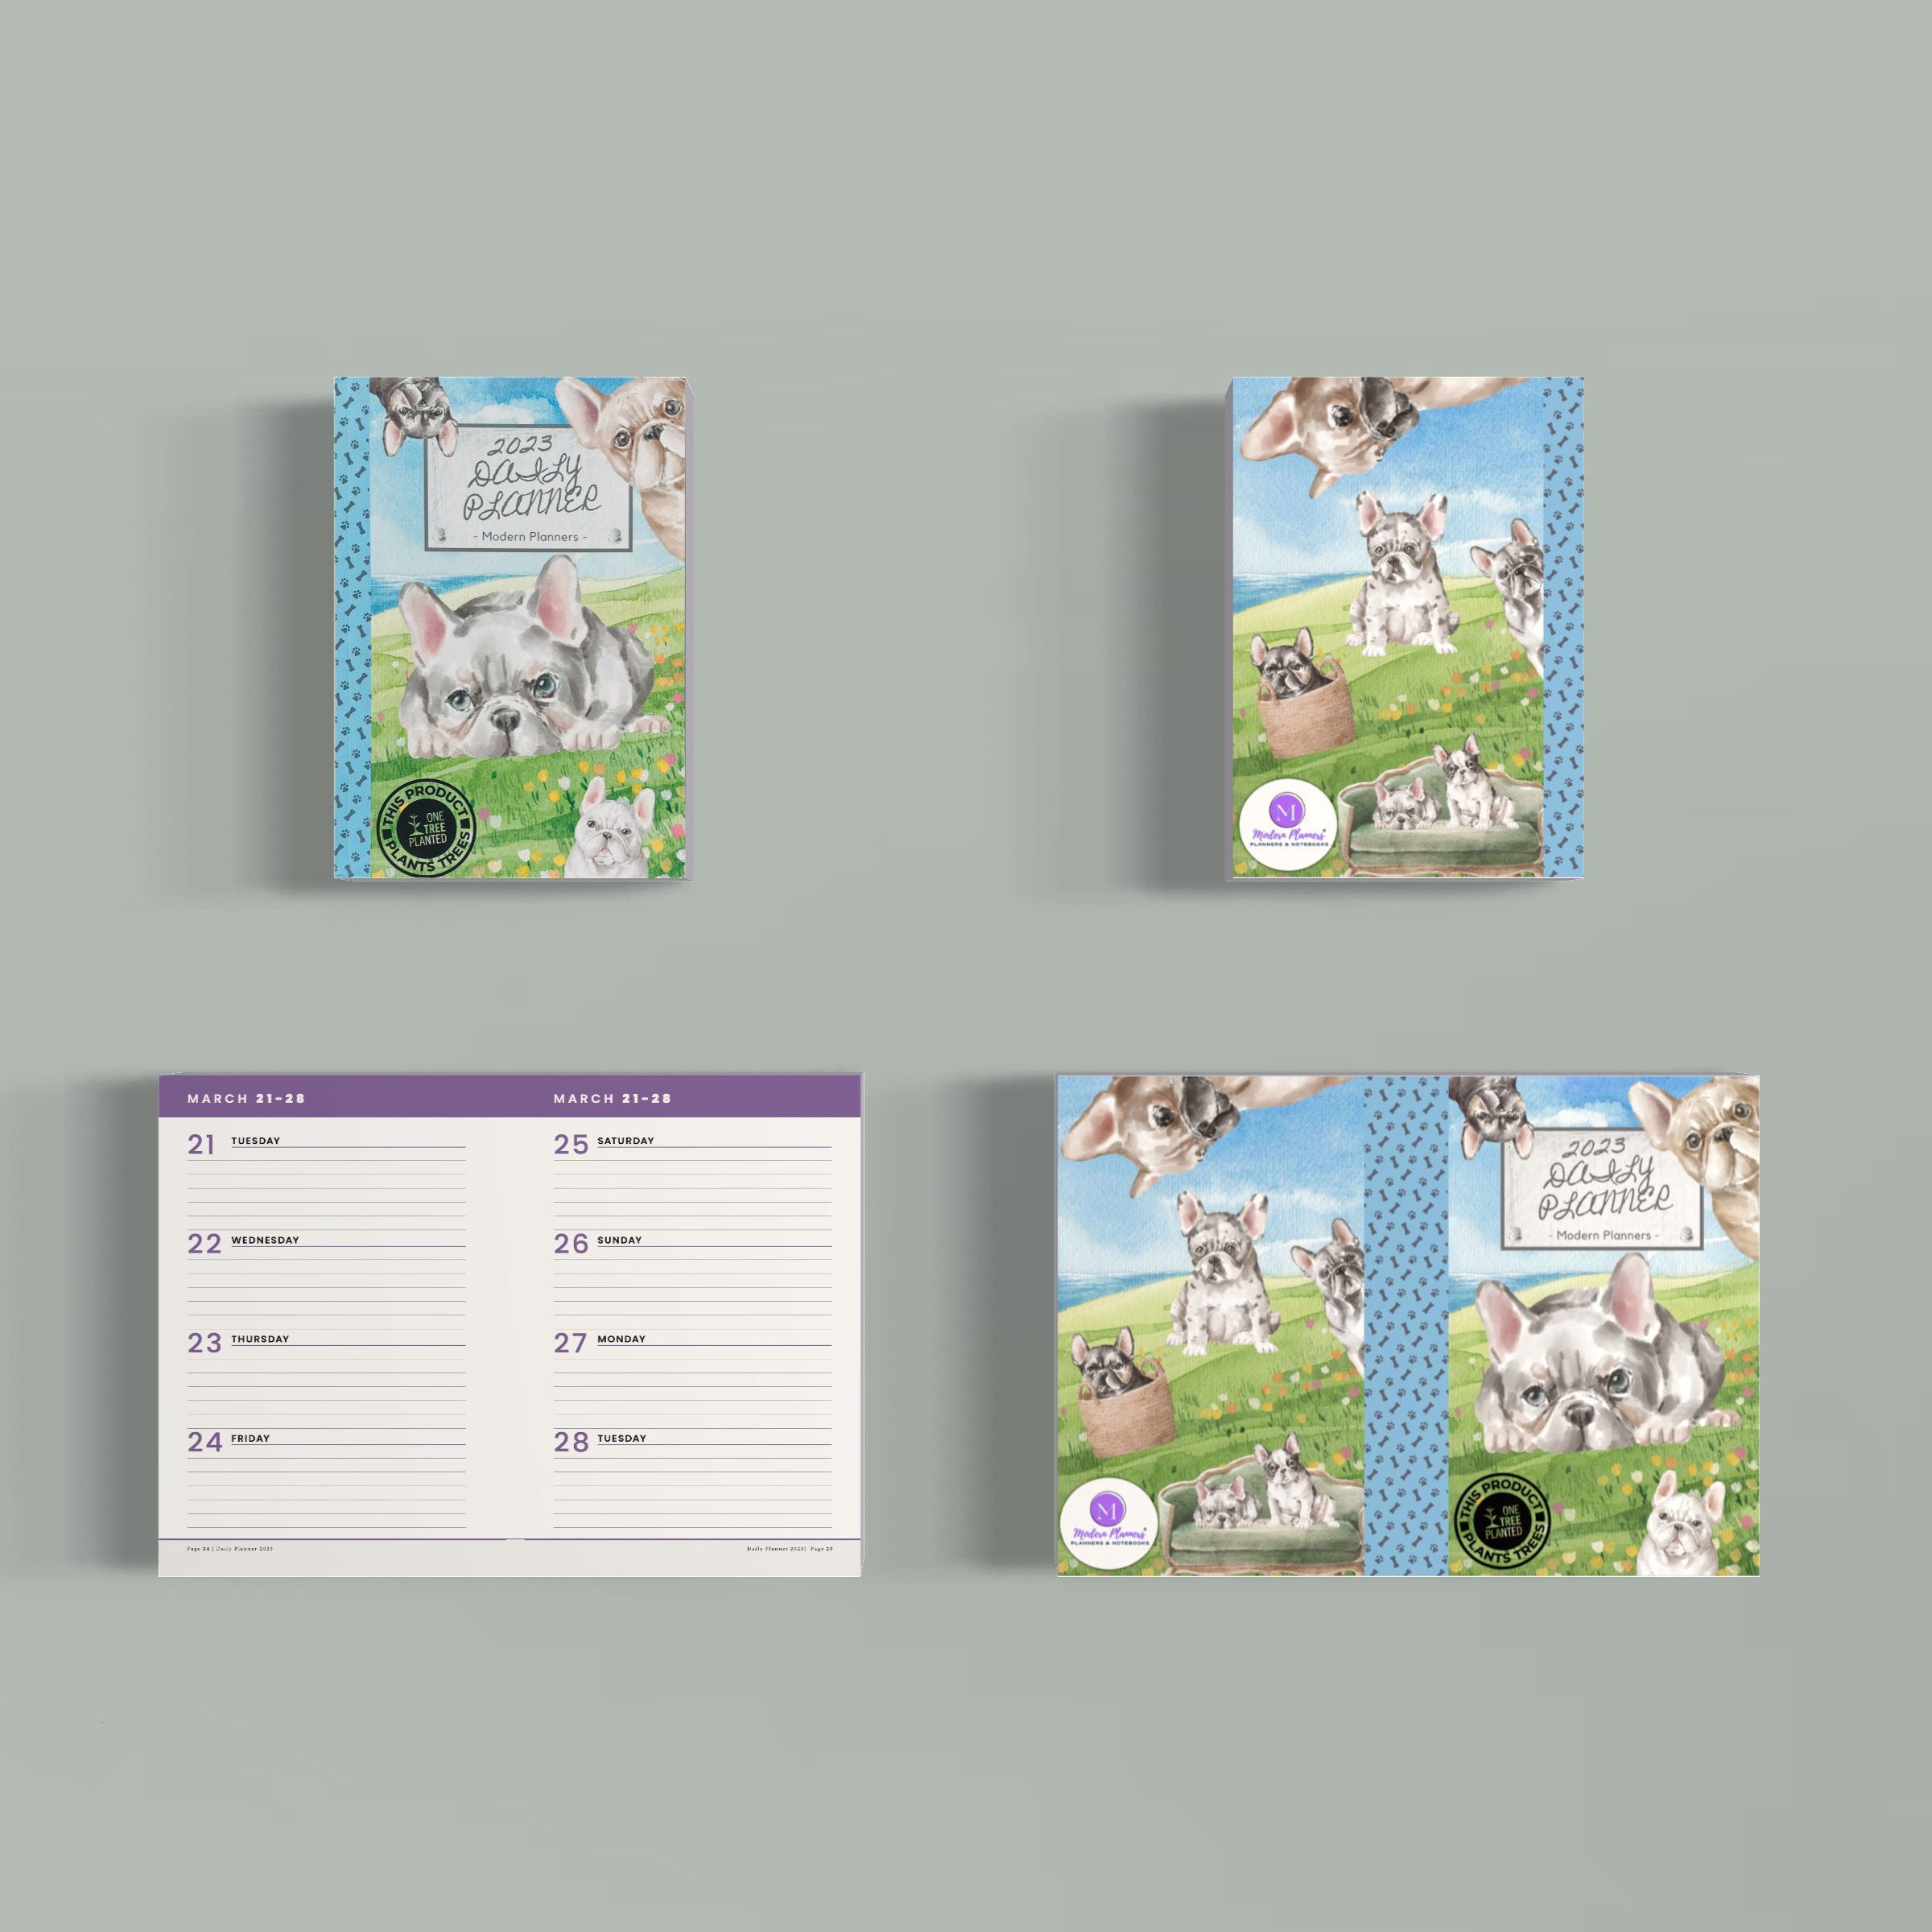 2023
DAILY
PLANNER
- Modern Planners -
THIS PRODUCT
ONE
TREE
PLANTED
PLANTS TREES
M
Modern Planners®
PLANNERS & NOTEBOOKS
MARCH 21-28
21 TUESDAY
22 WEDNESDAY
23 THURSDAY
24 FRIDAY
Page 24 | Daily Planner 2023
MARCH 21-28
25 SATURDAY
26 SUNDAY
27 MONDAY
28 TUESDAY
Daily Planner 2023| Page 25
M
Modern Planners®
PLANNERS & NOTEBOOKS
2023
DAILY
PLANNER
- Modern Planners -
THIS PRODUCT
ONE
TREE
PLANTED
PLANTS TREES